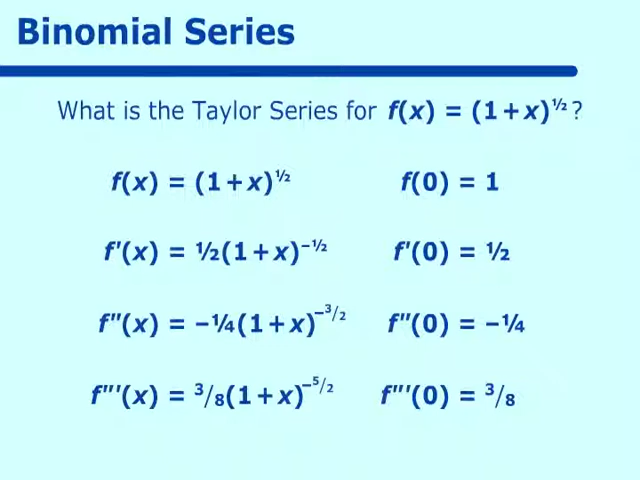 Binomial Series
What is the Taylor Series for f(x) = (1+x)^½ ?
f(x) = (1+x)^½ f(0) = 1
f'(x) = ½(1+x)^−½ f'(0) = ½
f"(x) = −¼(1+x)^−3/2 f"(0) = −¼
f"'(x) = 3/8(1+x)^−5/2 f"'(0) = 3/8